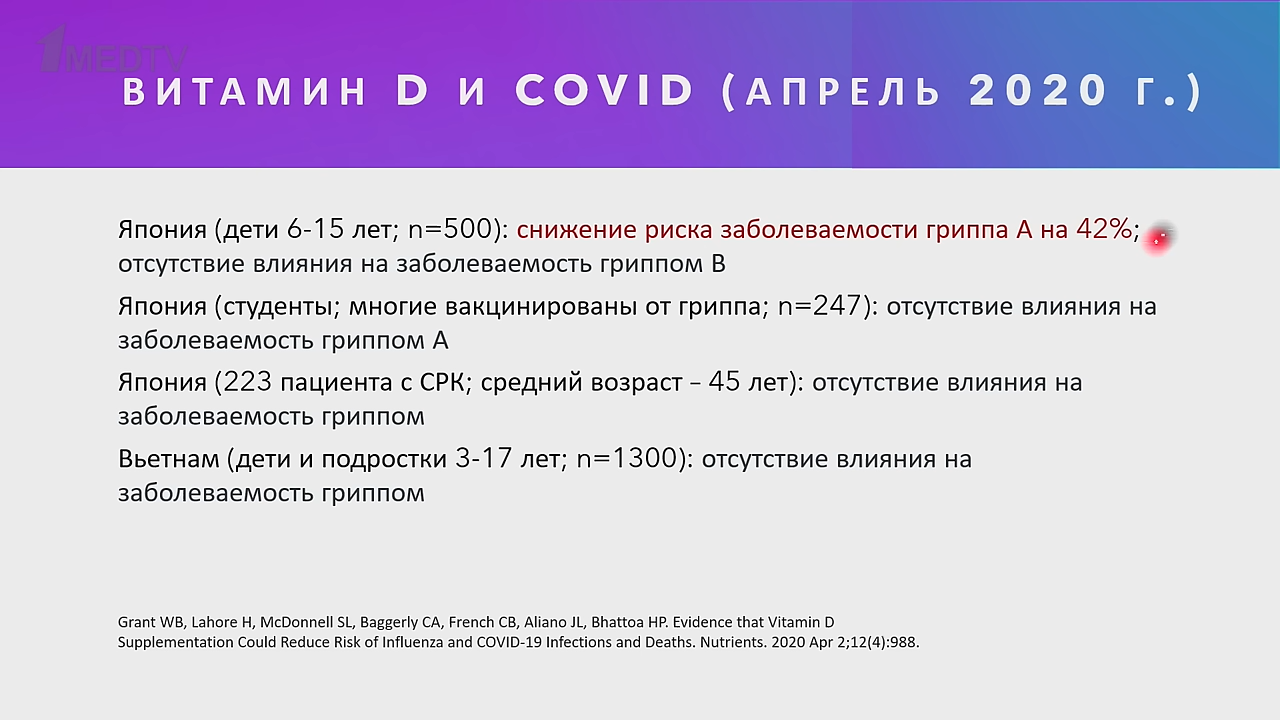 1MEDTV
ВИТАМИН D И COVID (АПРЕЛЬ 2020 Г.)
Япония (дети 6-15 лет; n=500): снижение риска заболеваемости гриппа А на 42%;
отсутствие влияния на заболеваемость гриппом В
Япония (студенты; многие вакцинированы от гриппа; n=247): отсутствие влияния на
заболеваемость гриппом А
Япония (223 пациента с СРК; средний возраст – 45 лет): отсутствие влияния на
заболеваемость гриппом
Вьетнам (дети и подростки 3-17 лет; n=1300): отсутствие влияния на
заболеваемость гриппом
Grant WB, Lahore H, McDonnell SL, Baggerly CA, French CB, Aliano JL, Bhattoa HP. Evidence that Vitamin D
Supplementation Could Reduce Risk of Influenza and COVID-19 Infections and Deaths. Nutrients. 2020 Apr 2;12(4):988.